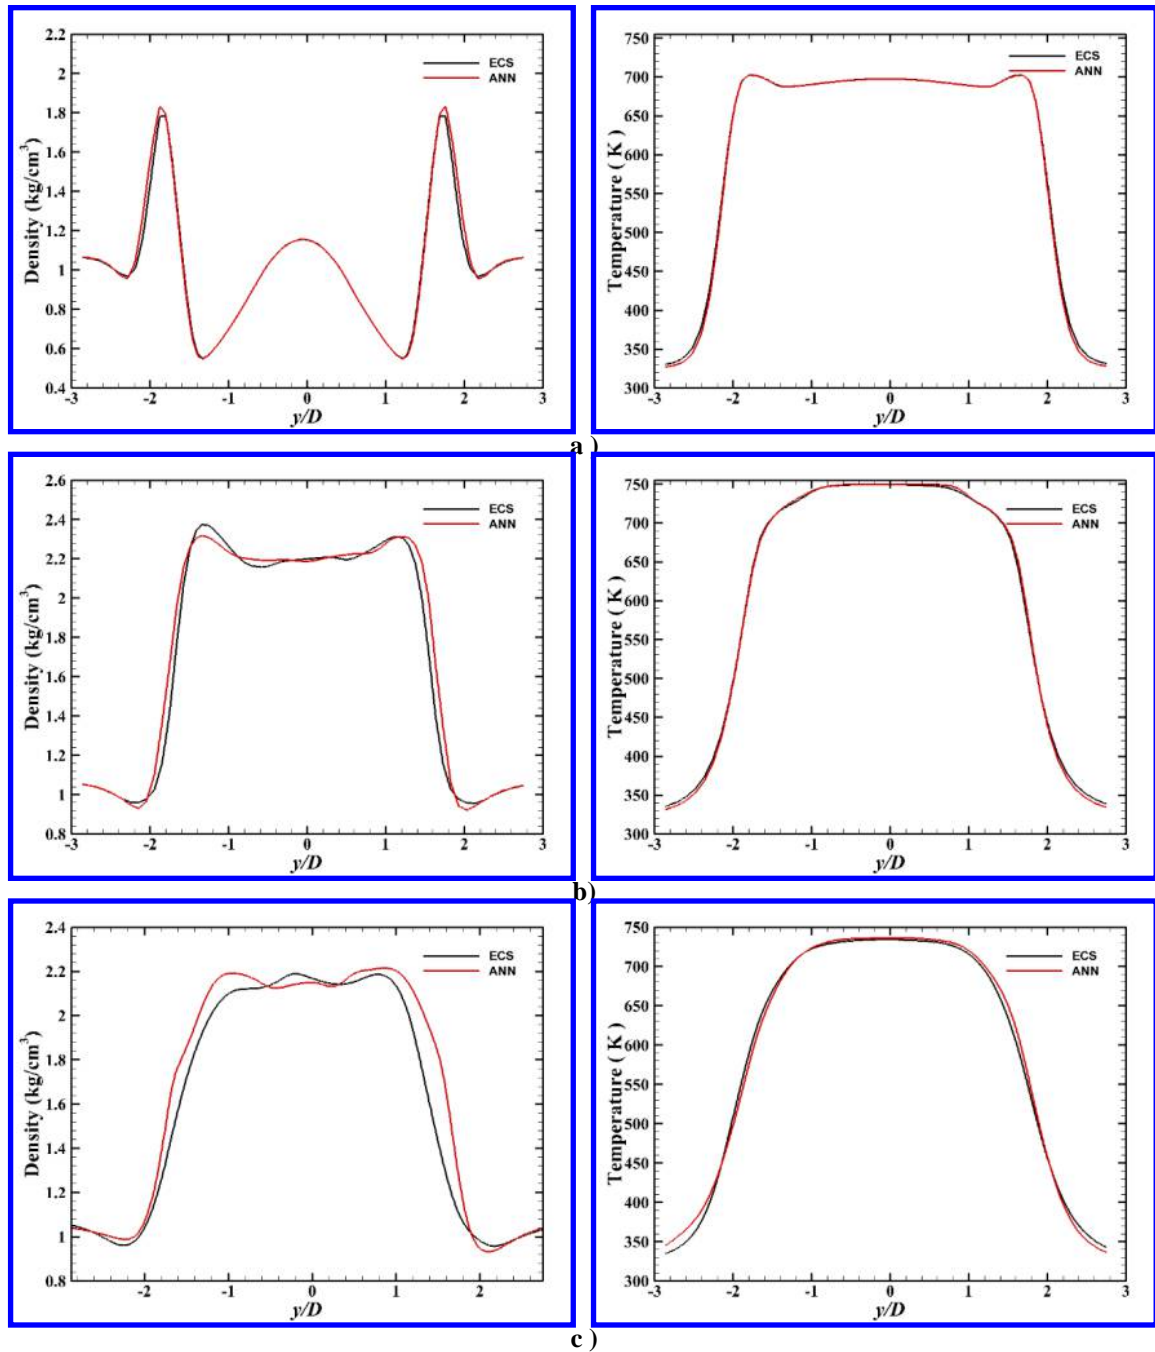 2.2
2
1.8
1.6
1.4
1.2
1
0.8
0.6
0.4
Density (kg/cm³)
ECS
ANN
-3 -2 -1 0 1 2 3
y/D
750
700
650
600
550
500
450
400
350
300
Temperature ( K )
ECS
ANN
-3 -2 -1 0 1 2 3
y/D
a )
2.6
2.4
2.2
2
1.8
1.6
1.4
1.2
1
0.8
Density (kg/cm³)
ECS
ANN
-3 -2 -1 0 1 2 3
y/D
750
700
650
600
550
500
450
400
350
300
Temperature ( K )
ECS
ANN
-3 -2 -1 0 1 2 3
y/D
b)
2.4
2.2
2
1.8
1.6
1.4
1.2
1
0.8
Density (kg/cm³)
ECS
ANN
-2 -1 0 1 2
y/D
750
700
650
600
550
500
450
400
350
300
Temperature ( K )
ECS
ANN
-3 -2 -1 0 1 2 3
y/D
c )